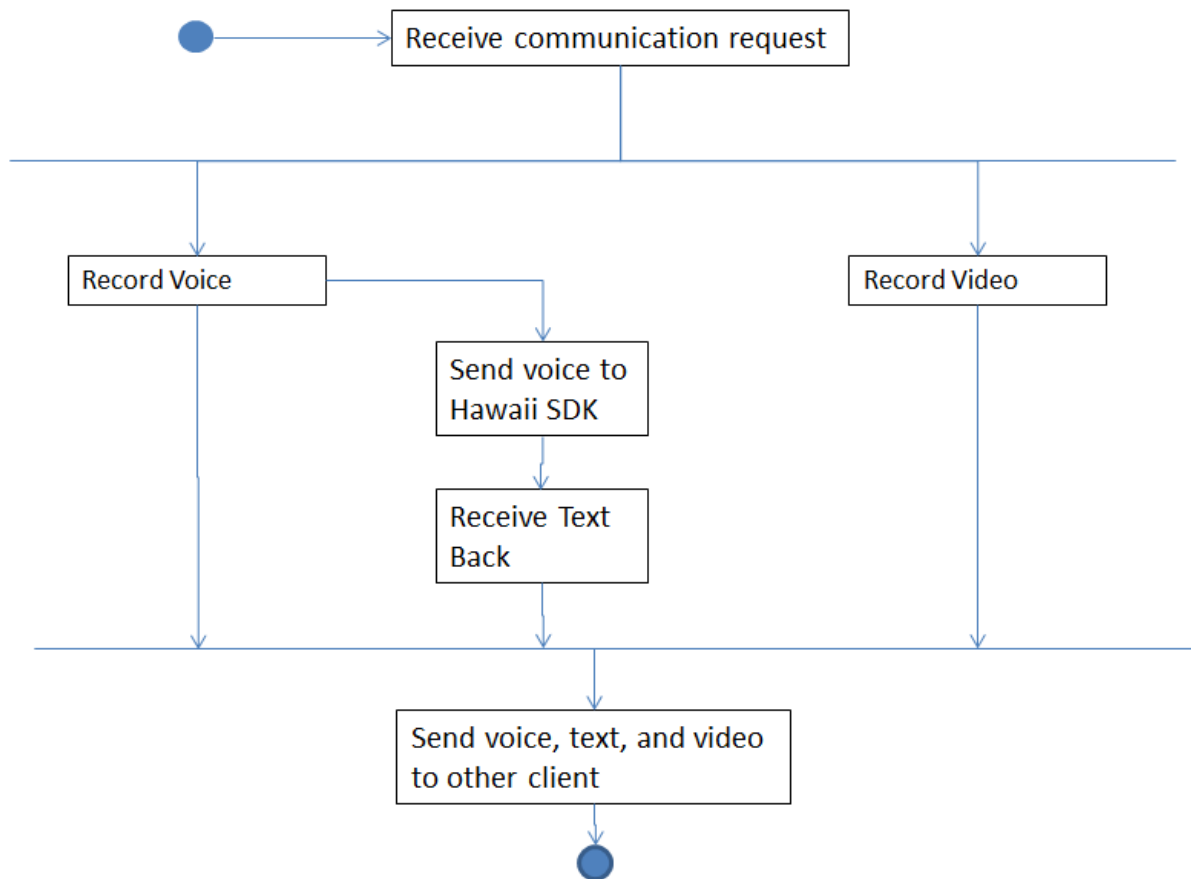 Receive communication request
Record Voice
Record Video
Send voice to
Hawaii SDK
Receive Text
Back
Send voice, text, and video
to other client